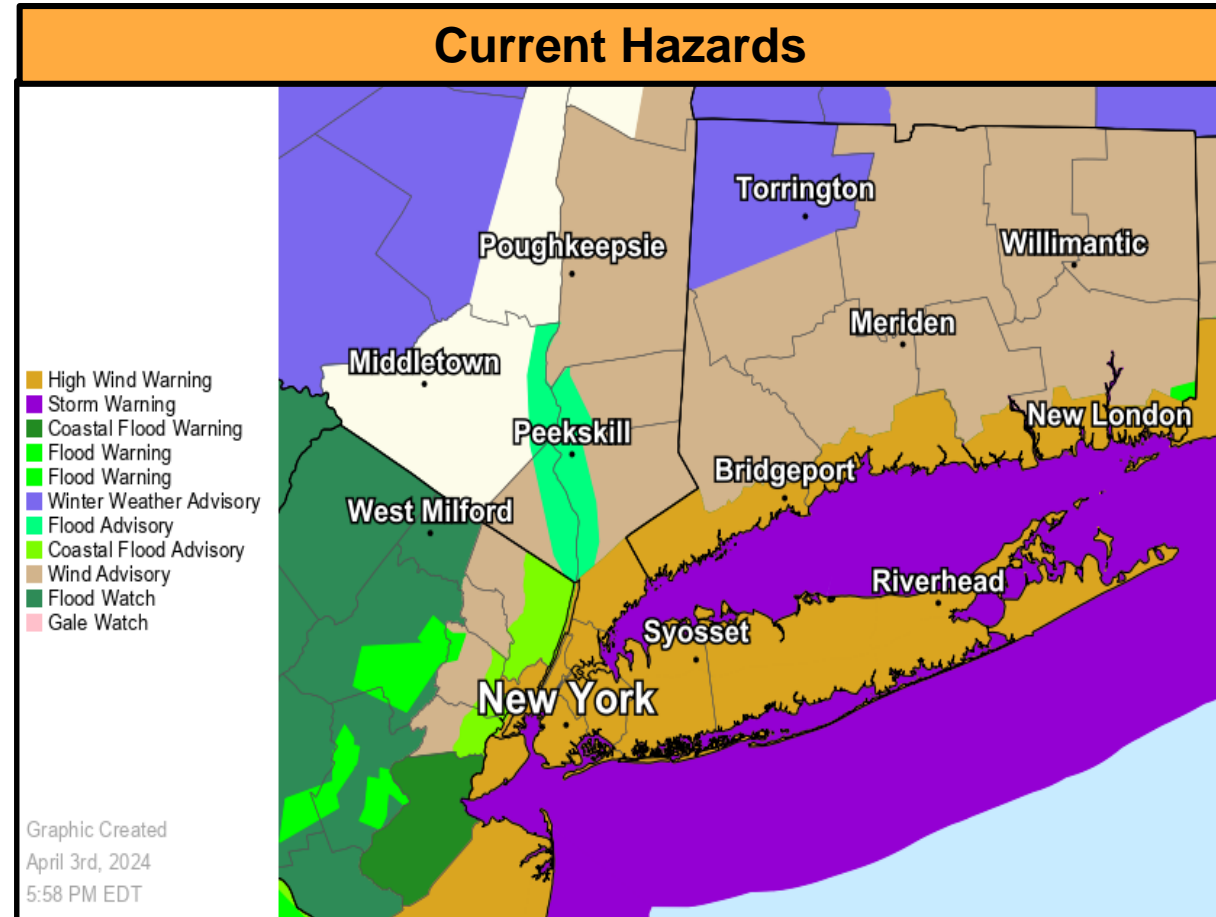 Current Hazards
Torrington
Poughkeepsie
Willimantic
Meriden
Middletown
High Wind Warning
Storm Warning
Coastal Flood Warning
Flood Warning
Flood Warning
Winter Weather Advisory
Flood Advisory
Coastal Flood Advisory
Wind Advisory
Flood Watch
Gale Watch
New London
Peekskill
Bridgeport
West Milford
Riverhead
Syosset
New York
Graphic Created
April 3rd, 2024
5:58 PM EDT